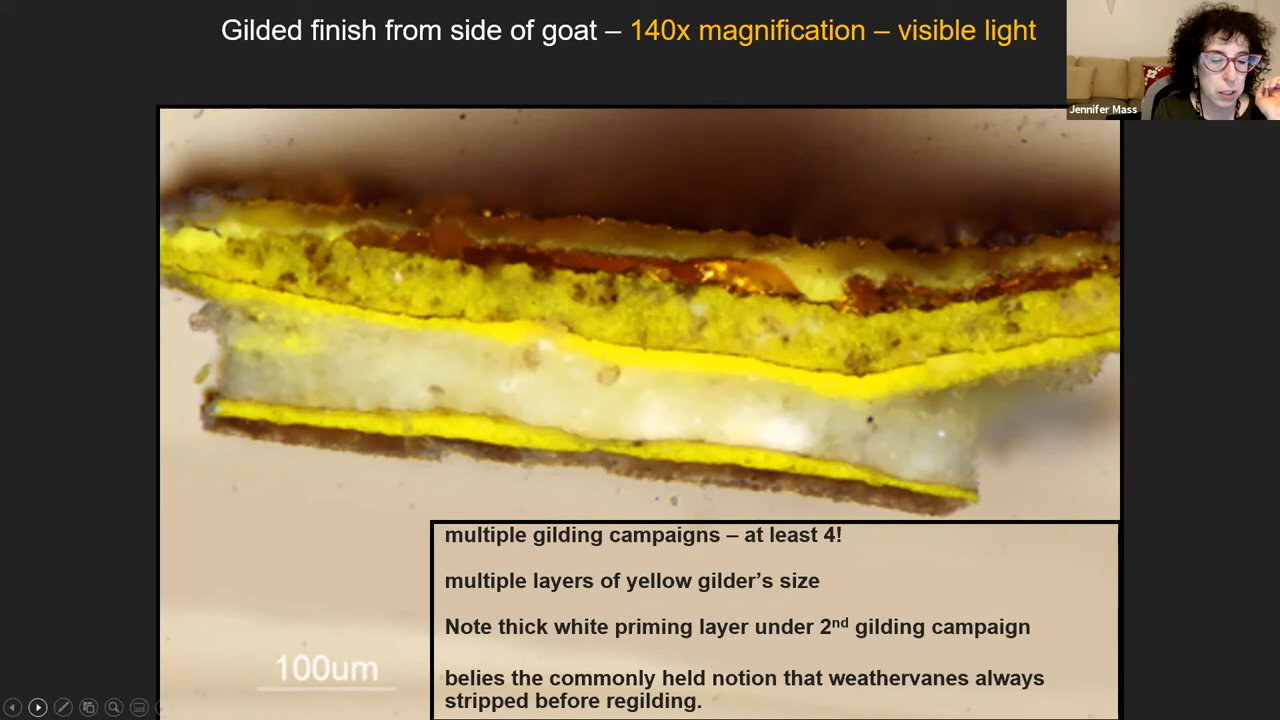 Gilded finish from side of goat – 140x magnification – visible light
Jennifer Mass
multiple gilding campaigns – at least 4!
multiple layers of yellow gilder’s size
Note thick white priming layer under 2nd gilding campaign
belies the commonly held notion that weathervanes always
stripped before regilding.
100um